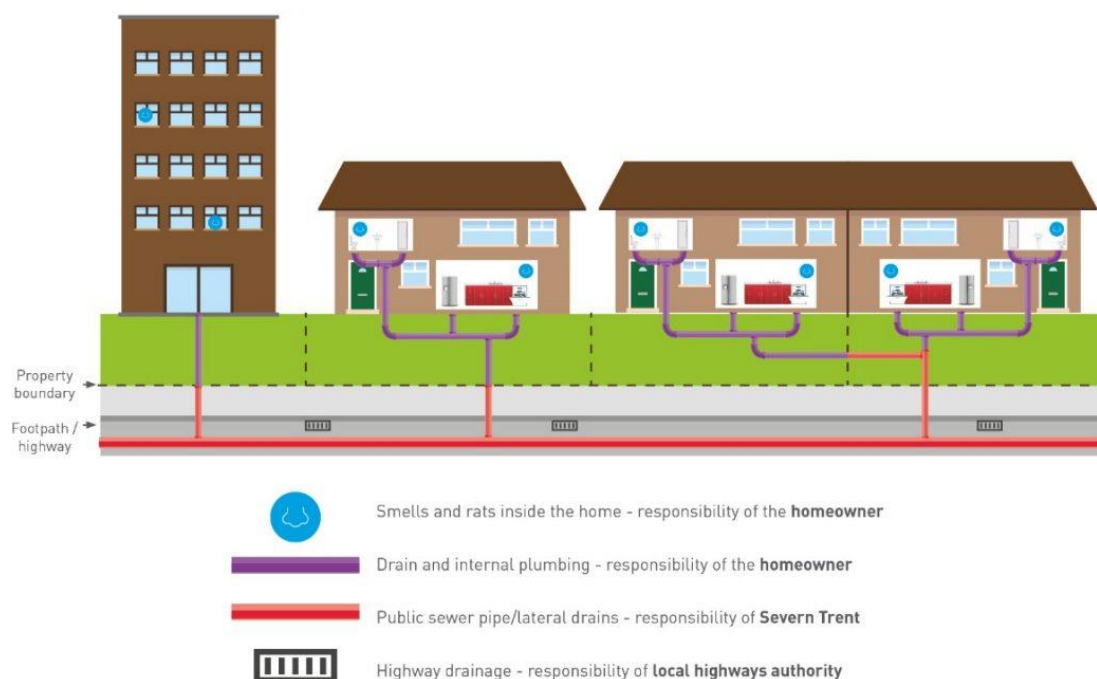 Property
boundary
Footpath /
highway
Smells and rats inside the home - responsibility of the homeowner
Drain and internal plumbing - responsibility of the homeowner
Public sewer pipe/lateral drains - responsibility of Severn Trent
Highway drainage - responsibility of local highways authority